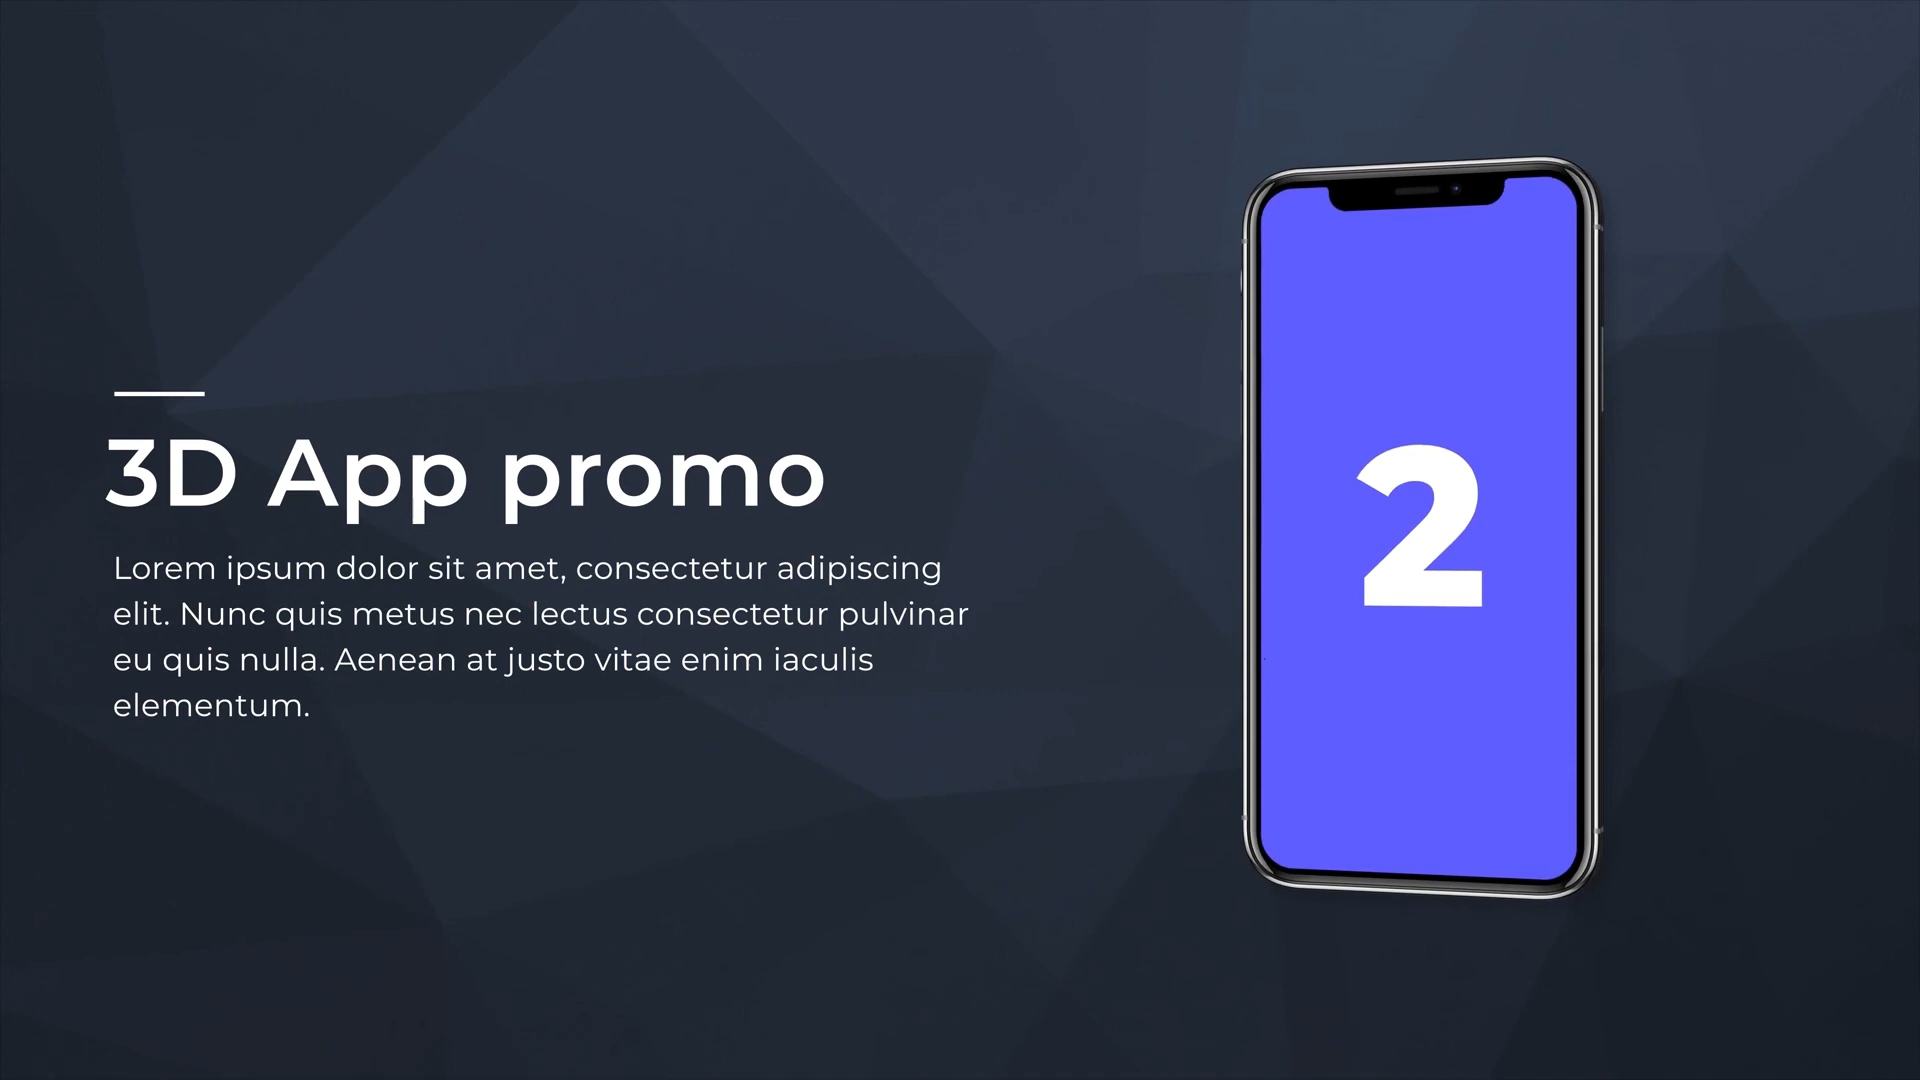 3D App promo
Lorem ipsum dolor sit amet, consectetur adipiscing
elit. Nunc quis metus nec lectus consectetur pulvinar
eu quis nulla. Aenean at justo vitae enim iaculis
elementum.
2